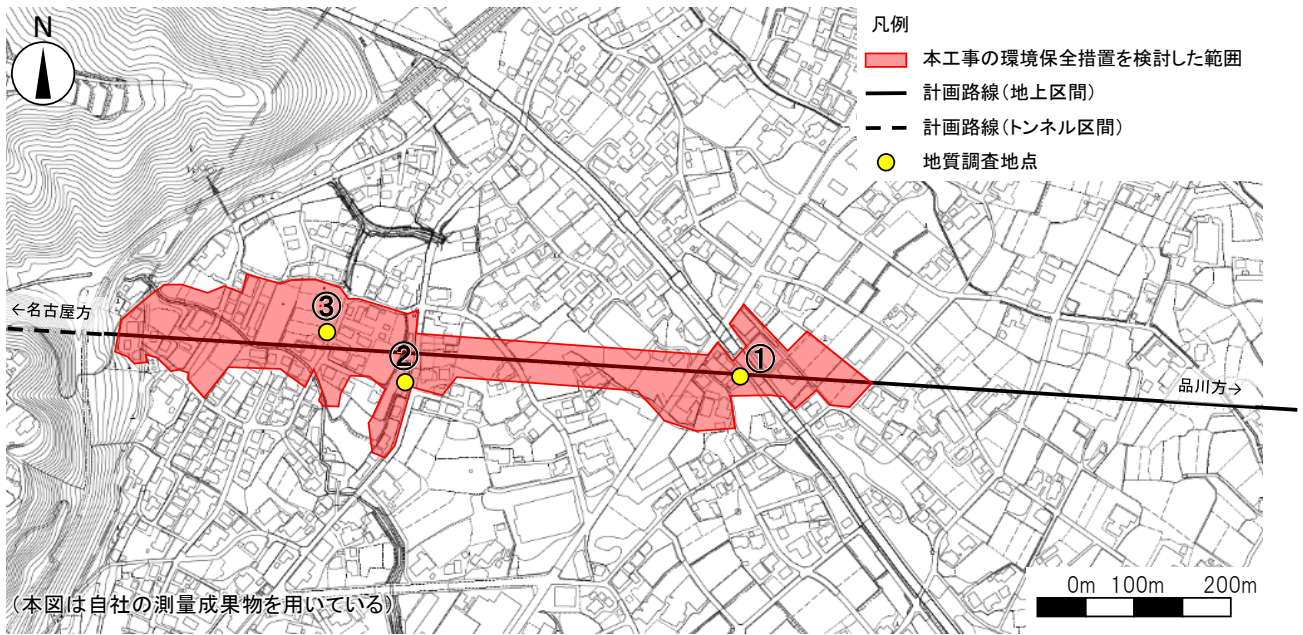 N
凡例
本工事の環境保全措置を検討した範囲
計画路線(地上区間)
計画路線(トンネル区間)
地質調査地点
←名古屋方
③
②
①
品川方→
(本図は自社の測量成果物を用いている)
0m 100m 200m